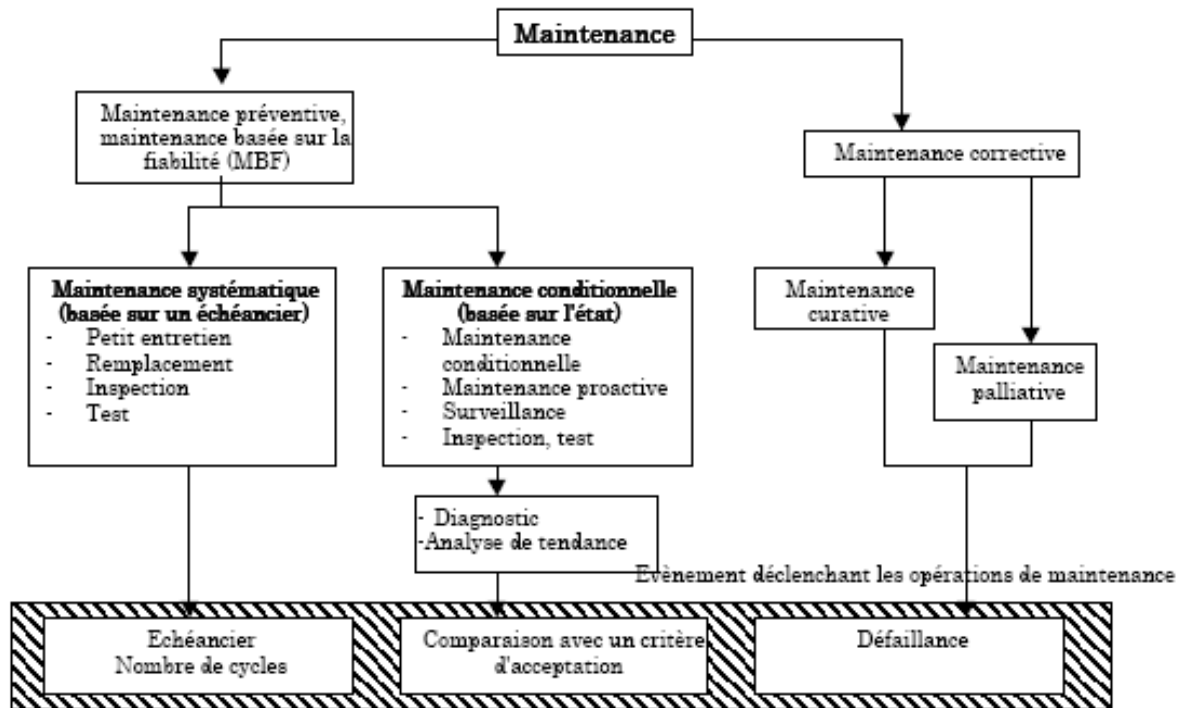 Maintenance
Maintenance préventive,
maintenance basée sur la
fiabilité (MBF)
Maintenance corrective
Maintenance systématique
(basée sur un échéancier)
- Petit entretien
- Remplacement
- Inspection
- Test
Maintenance conditionnelle
(basée sur l'état)
- Maintenance
conditionnelle
- Maintenance proactive
- Surveillance
- Inspection, test
Maintenance
curative
Maintenance
palliative
- Diagnostic
-Analyse de tendance
Evènement déclenchant les opérations de maintenance
Echéancier
Nombre de cycles
Comparaison avec un critère
d'acceptation
Défaillance